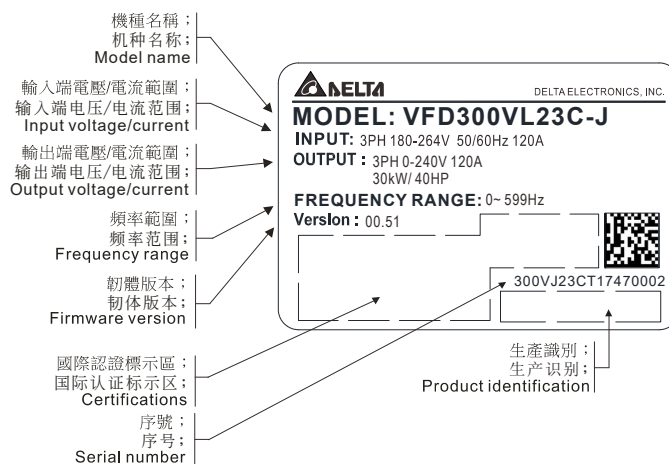 機種名稱；
机种名称；
Model name
輸入端電壓/電流範圍；
输入端电压/电流范围；
Input voltage/current
輸出端電壓/電流範圍；
输出端电压/电流范围；
Output voltage/current
頻率範圍；
频率范围；
Frequency range
韌體版本；
韧体版本；
Firmware version
國際認證標示區；
国际认证标示区；
Certifications
序號；
序号；
Serial number
DELTA
DELTA ELECTRONICS, INC.
MODEL: VFD300VL23C-J
INPUT: 3PH 180-264V 50/60Hz 120A
OUTPUT : 3PH 0-240V 120A
30kW/ 40HP
FREQUENCY RANGE: 0~ 599Hz
Version : 00.51
300VJ23CT17470002
生產識別；
生产识别；
Product identification